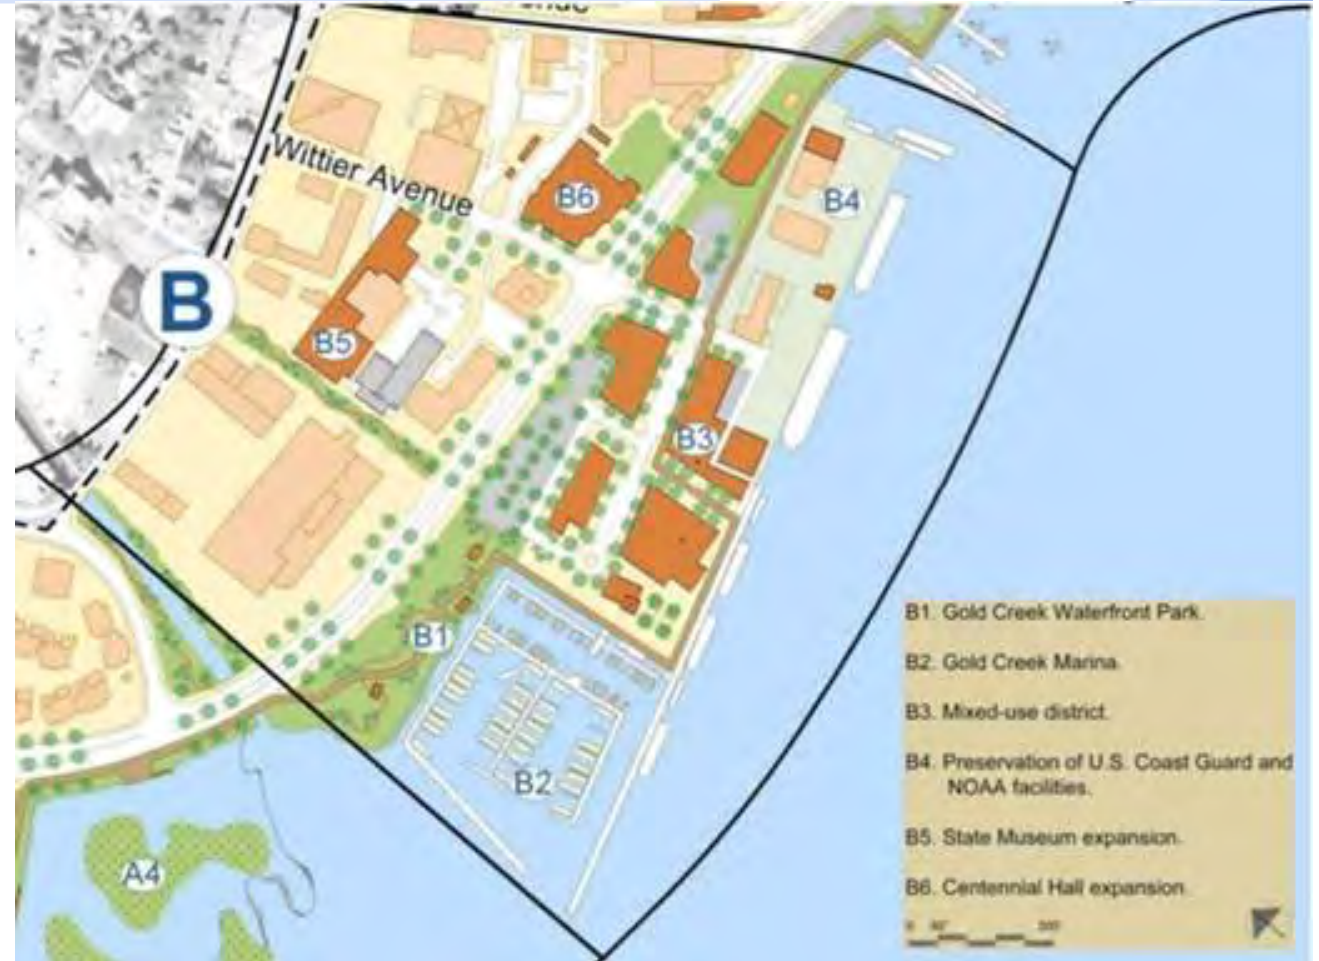 Wittier Avenue
B6
B4
B
B5
B3
B1
B2
A4
B1. Gold Creek Waterfront Park.
B2. Gold Creek Marina.
B3. Mixed-use district.
B4. Preservation of U.S. Coast Guard and
NOAA facilities.
B5. State Museum expansion.
B6. Centennial Hall expansion.
0